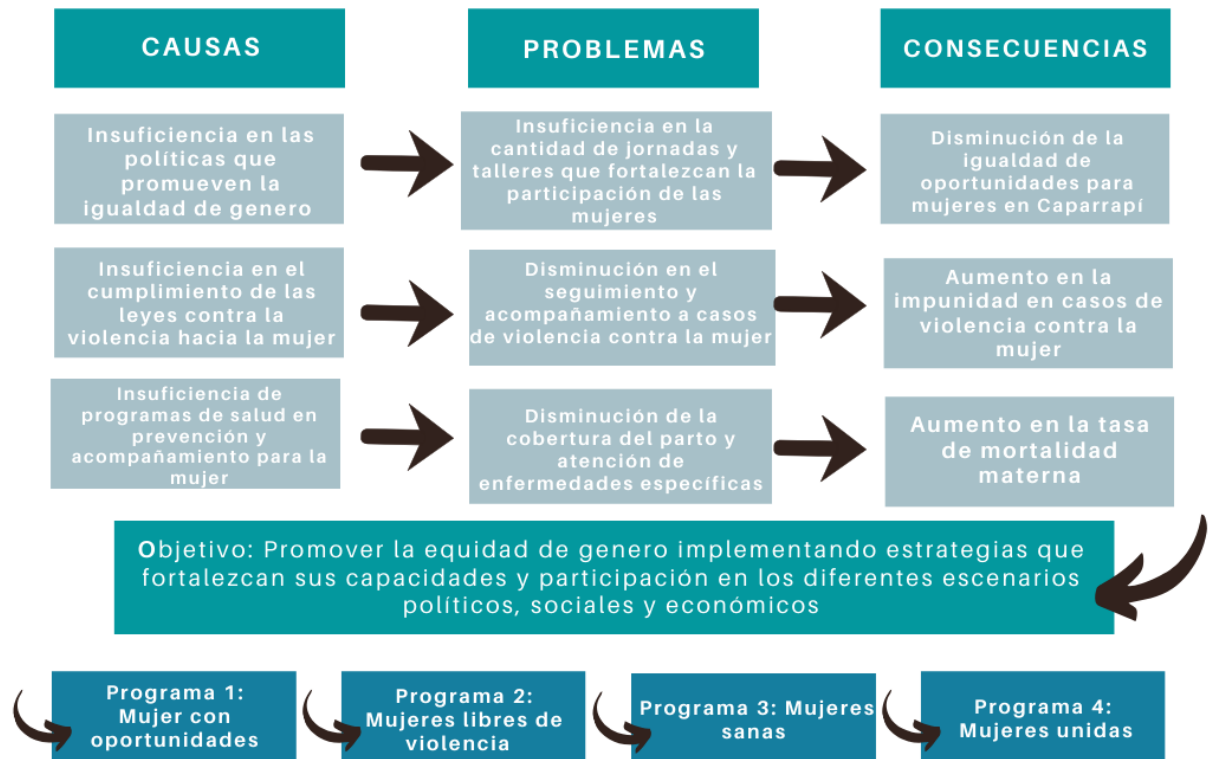 CAUSAS
PROBLEMAS
CONSECUENCIAS
Insuficiencia en las
políticas que
promueven la
igualdad de genero
Insuficiencia en la
cantidad de jornadas y
talleres que fortalezcan la
participación de las
mujeres
Disminución de la
igualdad de
oportunidades para
mujeres en Caparrapí
Insuficiencia en el
cumplimiento de las
leyes contra la
violencia hacia la mujer
Disminución en el
seguimiento y
acompañamiento a casos
de violencia contra la mujer
Aumento en la
impunidad en casos de
violencia contra la
mujer
Insuficiencia de
programas de salud en
prevención y
acompañamiento para la
mujer
Disminución de la
cobertura del parto y
atención de
enfermedades específicas
Aumento en la tasa
de mortalidad
materna
Objetivo: Promover la equidad de genero implementando estrategias que
fortalezcan sus capacidades y participación en los diferentes escenarios
políticos, sociales y económicos
Programa 1:
Mujer con
oportunidades
Programa 2:
Mujeres libres de
violencia
Programa 3: Mujeres
sanas
Programa 4:
Mujeres unidas